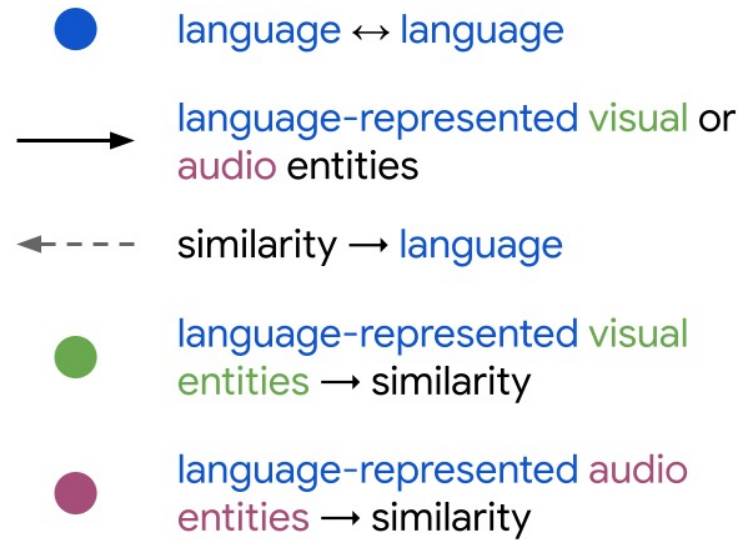 language ↔ language
language-represented visual or
audio entities
similarity → language
language-represented visual
entities → similarity
language-represented audio
entities → similarity